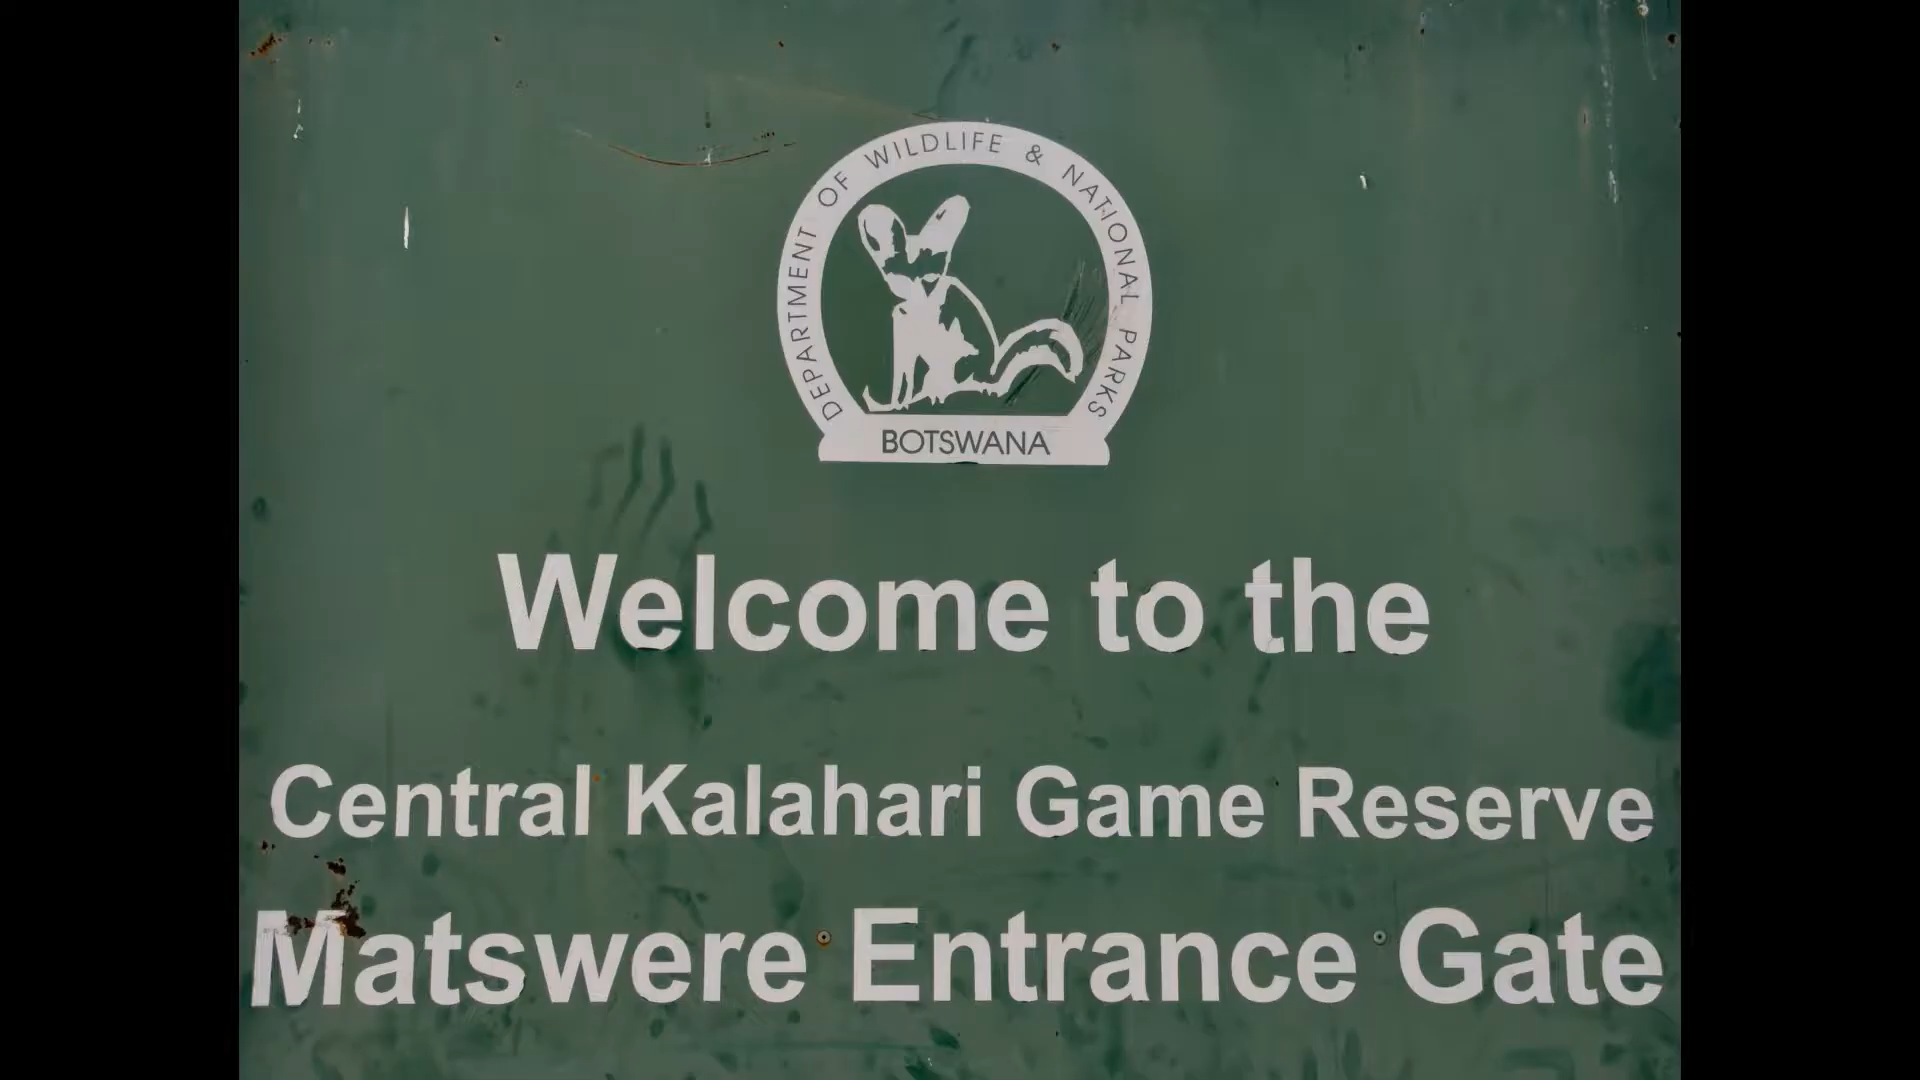 DEPARTMENT OF WILDLIFE & NATIONAL PARKS
BOTSWANA
Welcome to the
Central Kalahari Game Reserve
Matswere Entrance Gate